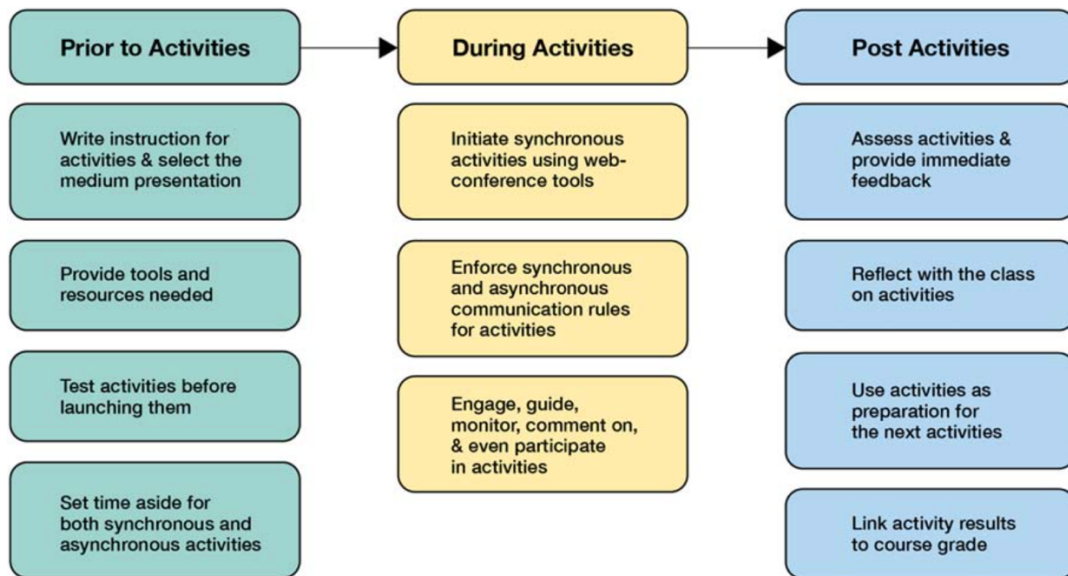 Prior to Activities
During Activities
Post Activities
Write instruction for
activities & select the
medium presentation
Provide tools and
resources needed
Test activities before
launching them
Set time aside for
both synchronous and
asynchronous activities
Initiate synchronous
activities using web-
conference tools
Enforce synchronous
and asynchronous
communication rules
for activities
Engage, guide,
monitor, comment on,
& even participate
in activities
Assess activities &
provide immediate
feedback
Reflect with the class
on activities
Use activities as
preparation for
the next activities
Link activity results
to course grade